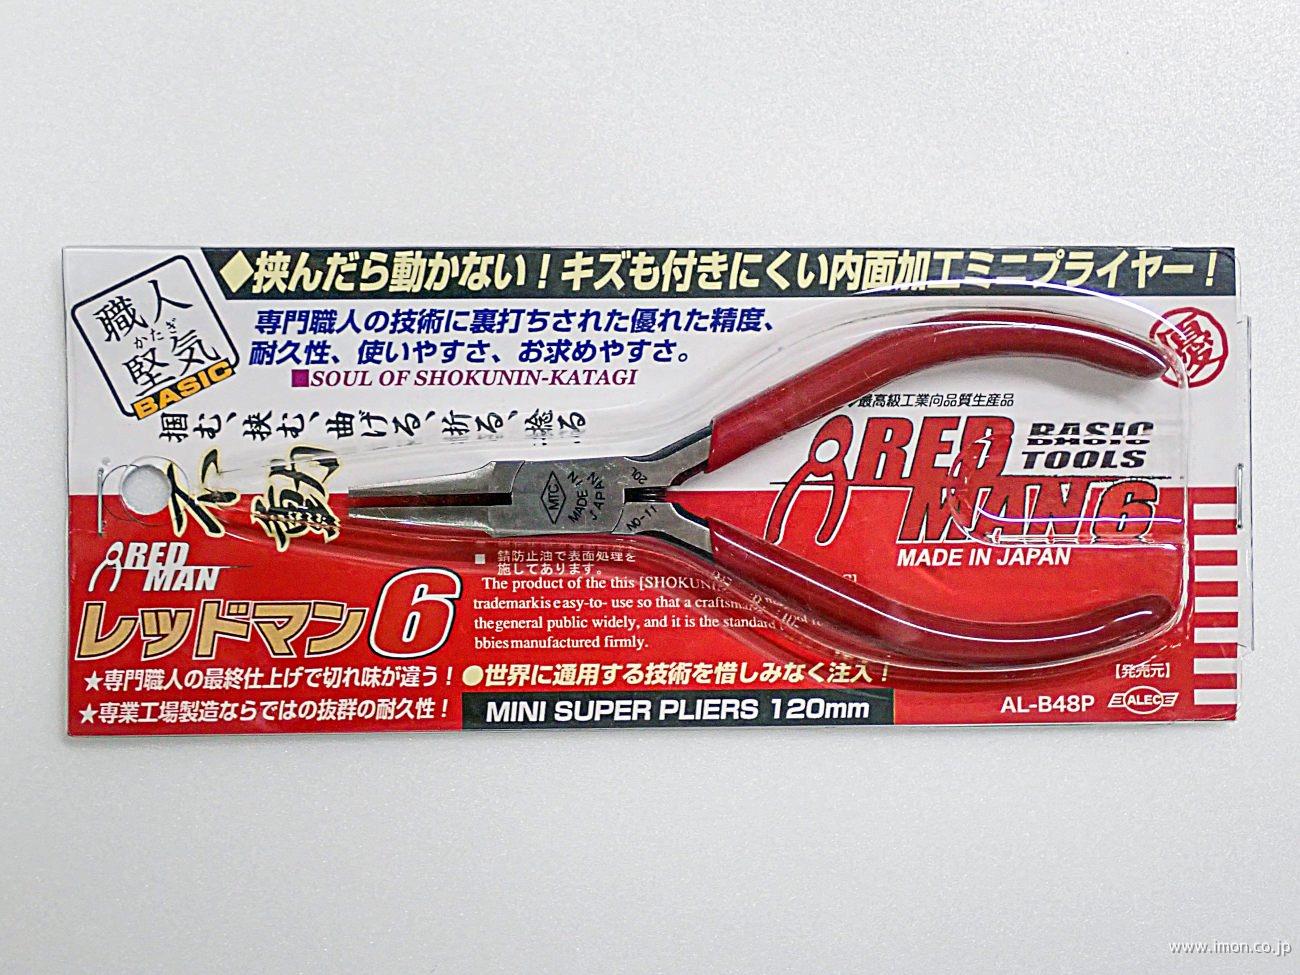 ◆挟んだら動かない！キズも付きにくい内面加工ミニプライヤー！
職人
かたぎ
堅気
BASIC
専門職人の技術に裏打ちされた優れた精度、
耐久性、使いやすさ、お求めやすさ。
■SOUL OF SHOKUNIN-KATAGI
優
掴む、挟む、曲げる、折る、捻る
不動
最高級工業向品質生産品
RED MAN 6
BASIC
TOOLS
MADE IN JAPAN
MTC
MADE IN
JAPAN
NO-11
20L
RED
MAN
レッドマン6
■ 錆防止油で表面処理を
施してあります。
The product of the this [SHOKUN
trademark is easy-to- use so that a craftsma
the general public widely, and it is the standard
bbies manufactured firmly.
★専門職人の最終仕上げで切れ味が違う！
●世界に通用する技術を惜しみなく注入！
★専業工場製造ならではの抜群の耐久性！
MINI SUPER PLIERS 120mm
【発売元】
AL-B48P
ALEC
www.imon.co.jp